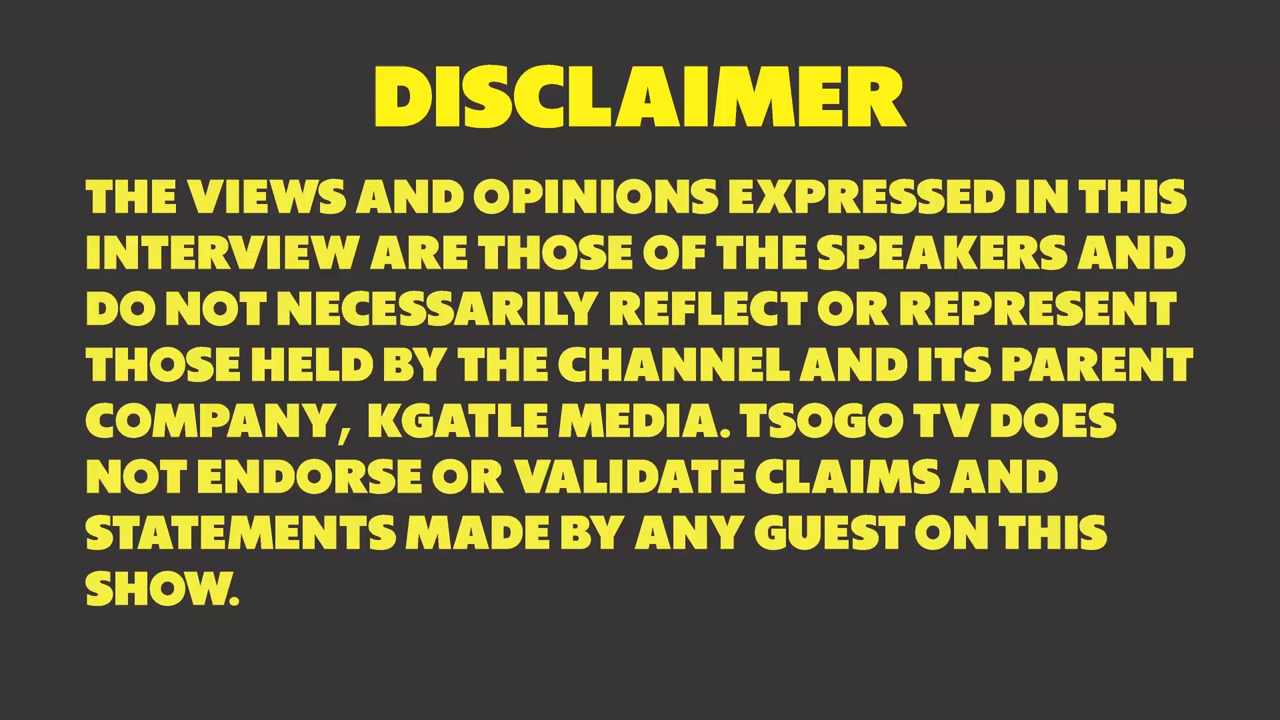 DISCLAIMER
THE VIEWS AND OPINIONS EXPRESSED IN THIS
INTERVIEW ARE THOSE OF THE SPEAKERS AND
DO NOT NECESSARILY REFLECT OR REPRESENT
THOSE HELD BY THE CHANNEL AND ITS PARENT
COMPANY, KGATLE MEDIA. TSOGO TV DOES
NOT ENDORSE OR VALIDATE CLAIMS AND
STATEMENTS MADE BY ANY GUEST ON THIS
SHOW.